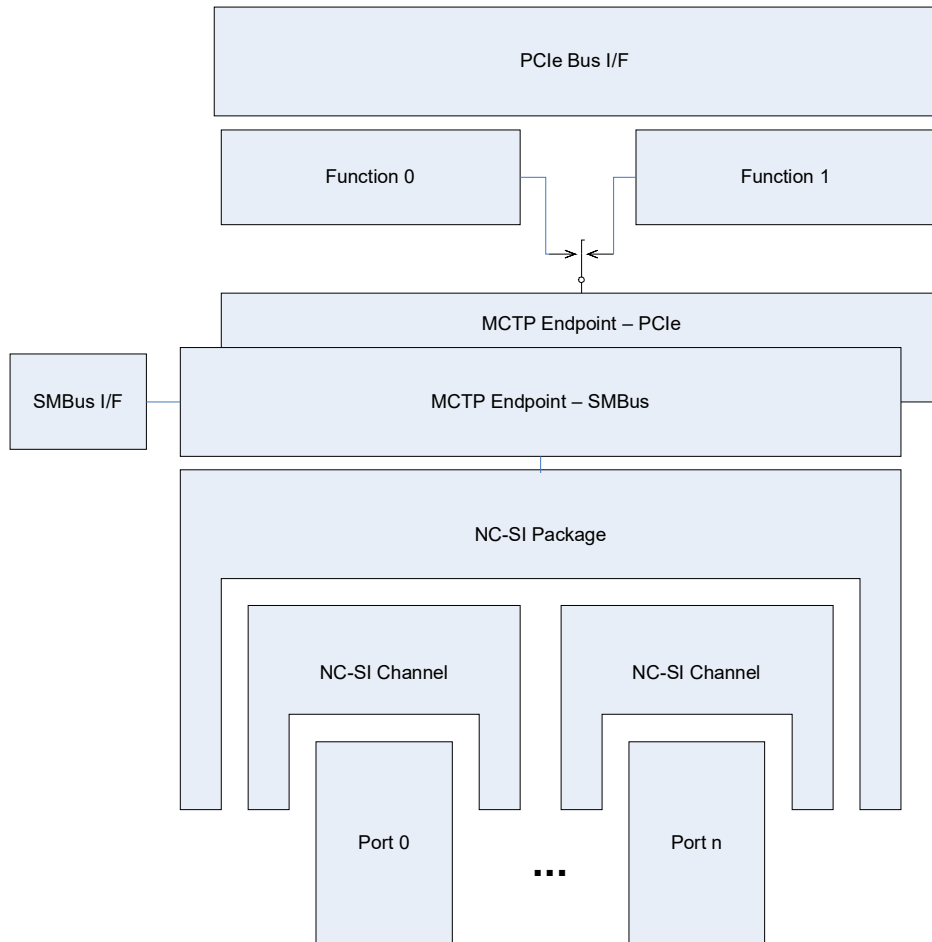 PCIe Bus I/F
Function 0
Function 1
MCTP Endpoint – PCIe
SMBus I/F
MCTP Endpoint – SMBus
NC-SI Package
NC-SI Channel
NC-SI Channel
Port 0
...
Port n